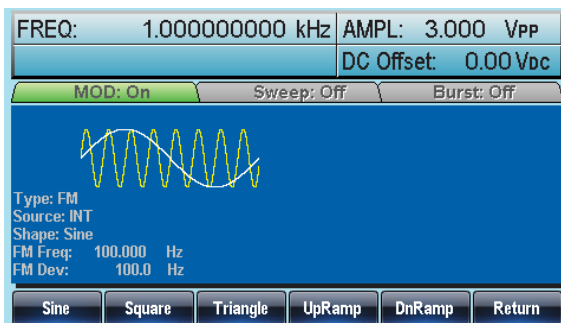 FREQ: 1.000000000 kHz AMPL: 3.000 VPP
DC Offset: 0.00 VDC
MOD: On Sweep: Off Burst: Off
Type: FM
Source: INT
Shape: Sine
FM Freq: 100.000 Hz
FM Dev: 100.0 Hz
Sine Square Triangle UpRamp DnRamp Return